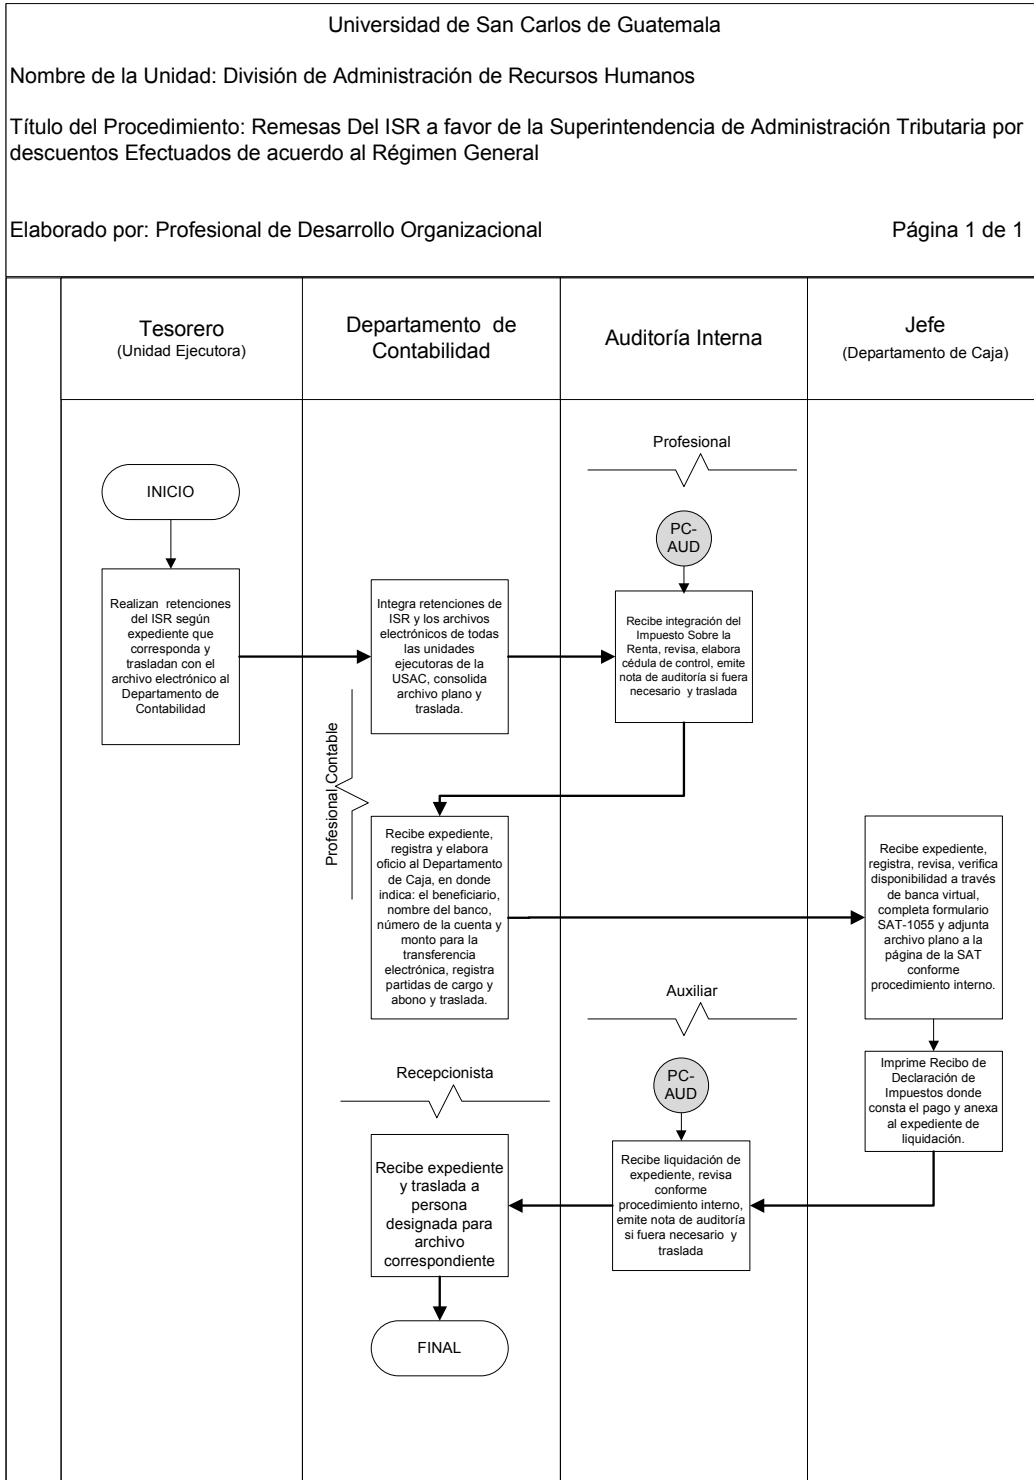 Universidad de San Carlos de Guatemala
Nombre de la Unidad: División de Administración de Recursos Humanos
Título del Procedimiento: Remesas Del ISR a favor de la Superintendencia de Administración Tributaria por
descuentos Efectuados de acuerdo al Régimen General
Elaborado por: Profesional de Desarrollo Organizacional
Página 1 de 1
Tesorero
(Unidad Ejecutora)
Departamento de
Contabilidad
Auditoría Interna
Jefe
(Departamento de Caja)
INICIO
Realizan retenciones
del ISR según
expediente que
corresponda y
trasladan con el
archivo electrónico al
Departamento de
Contabilidad
Profesional Contable
Integra retenciones de
ISR y los archivos
electrónicos de todas
las unidades
ejecutoras de la
USAC, consolida
archivo plano y
traslada.
Profesional
PC-
AUD
Recibe integración del
Impuesto Sobre la
Renta, revisa, elabora
cédula de control, emite
nota de auditoría si fuera
necesario y traslada
Recibe expediente,
registra y elabora
oficio al Departamento
de Caja, en donde
indica: el beneficiario,
nombre del banco,
número de la cuenta y
monto para la
transferencia
electrónica, registra
partidas de cargo y
abono y traslada.
Recibe expediente,
registra, revisa, verifica
disponibilidad a través
de banca virtual,
completa formulario
SAT-1055 y adjunta
archivo plano a la
página de la SAT
conforme
procedimiento interno.
Imprime Recibo de
Declaración de
Impuestos donde
consta el pago y anexa
al expediente de
liquidación.
Auxiliar
PC-
AUD
Recibe liquidación de
expediente, revisa
conforme
procedimiento interno,
emite nota de auditoría
si fuera necesario y
traslada
Recepcionista
Recibe expediente
y traslada a
persona
designada para
archivo
correspondiente
FINAL